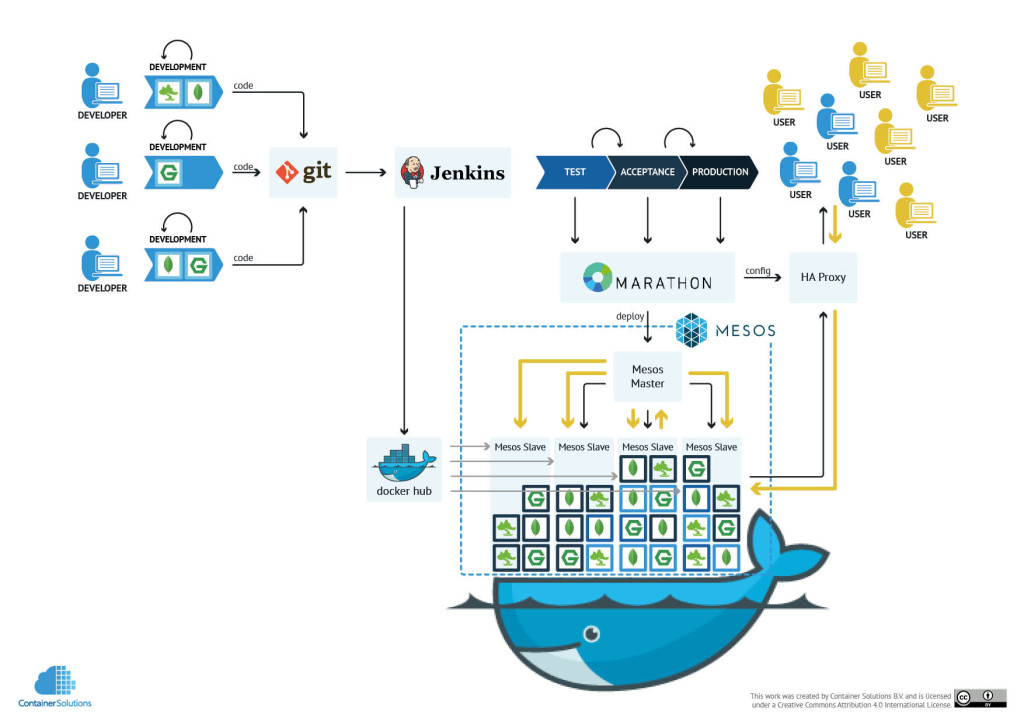 DEVELOPMENT
code
DEVELOPER
DEVELOPMENT
code
DEVELOPER
DEVELOPMENT
code
DEVELOPER
git
Jenkins
TEST
ACCEPTANCE
PRODUCTION
USER
USER
USER
USER
USER
USER
USER
USER
MARATHON
config
HA Proxy
deploy
MESOS
Mesos
Master
Mesos Slave
Mesos Slave
Mesos Slave
Mesos Slave
docker hub
ContainerSolutions
This work was created by Container Solutions B.V. and is licensed
under a Creative Commons Attribution 4.0 International License.
cc
BY